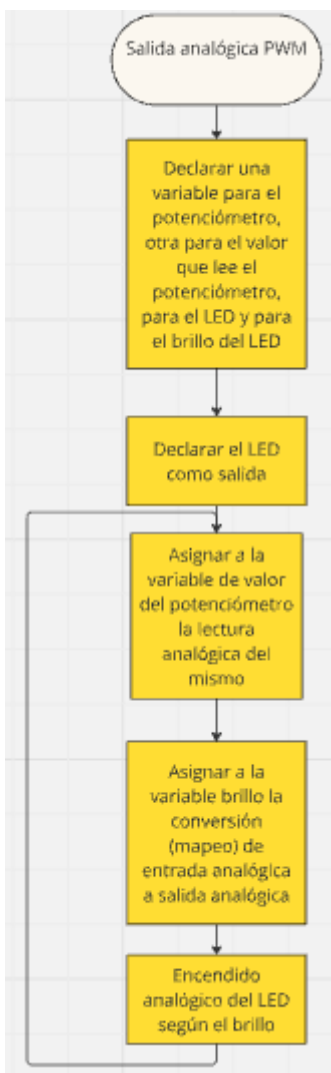 Salida analógica PWM
Declarar una
variable para el
potenciómetro,
otra para el valor
que lee el
potenciómetro,
para el LED y para
el brillo del LED
Declarar el LED
como salida
Asignar a la
variable de valor
del potenciómetro
la lectura
analógica del
mismo
Asignar a la
variable brillo la
conversión
(mapeo) de
entrada analógica
a salida analógica
Encendido
analógico del LED
según el brillo